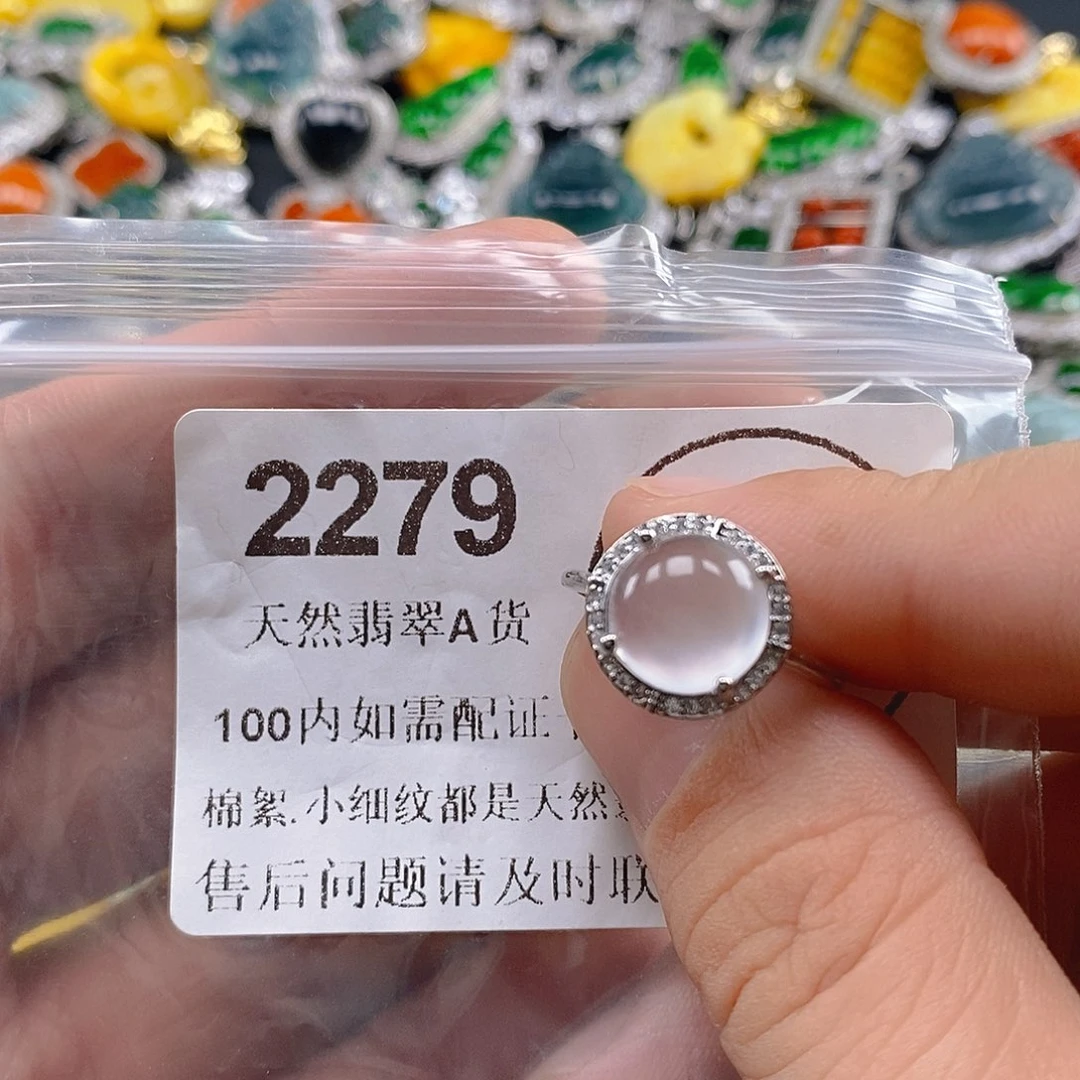 2279
天然翡翠A货
100内如需配证
棉絮.小细纹都是天然
售后问题请及时联